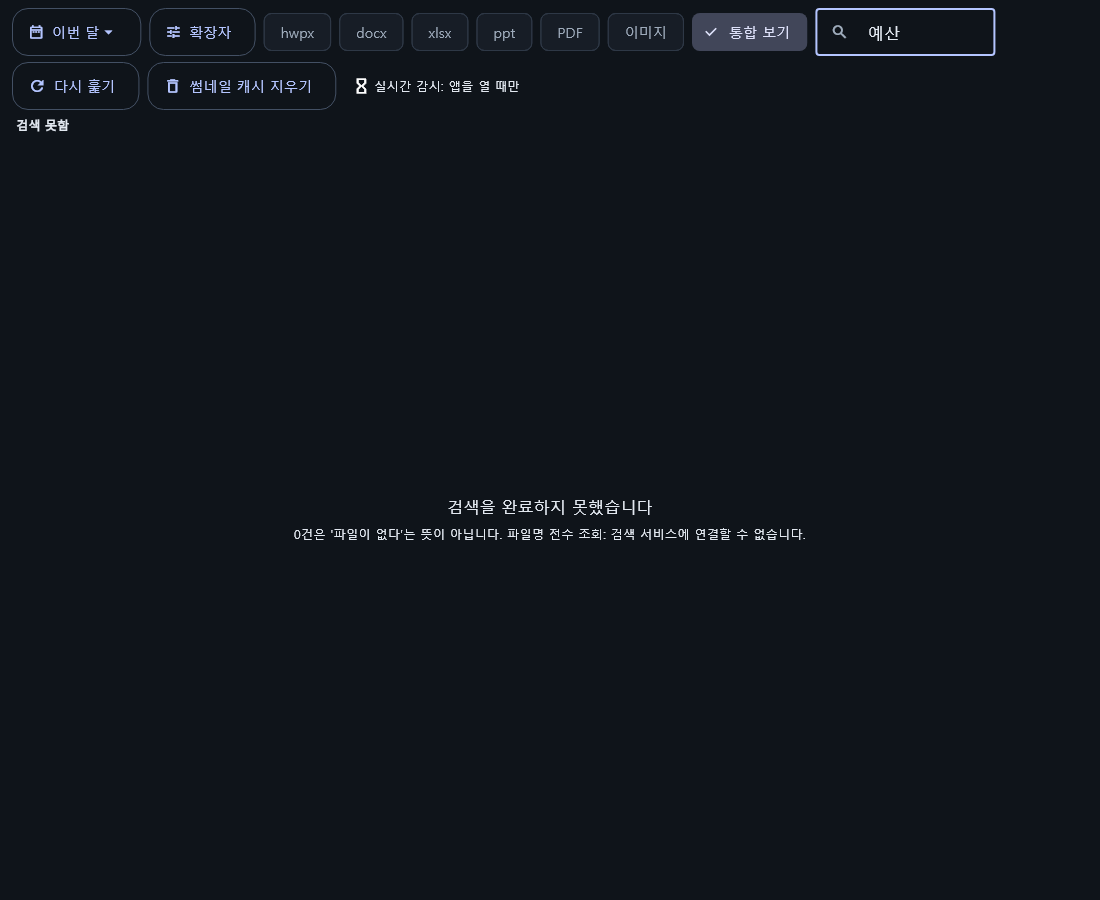 이번 달 확장자 hwpx docx xlsx ppt PDF 이미지 통합 보기 예산
다시 훑기 썸네일 캐시 지우기 실시간 감시: 앱을 열 때만
검색 못함
검색을 완료하지 못했습니다
0건은 '파일이 없다'는 뜻이 아닙니다. 파일명 전수 조회: 검색 서비스에 연결할 수 없습니다.